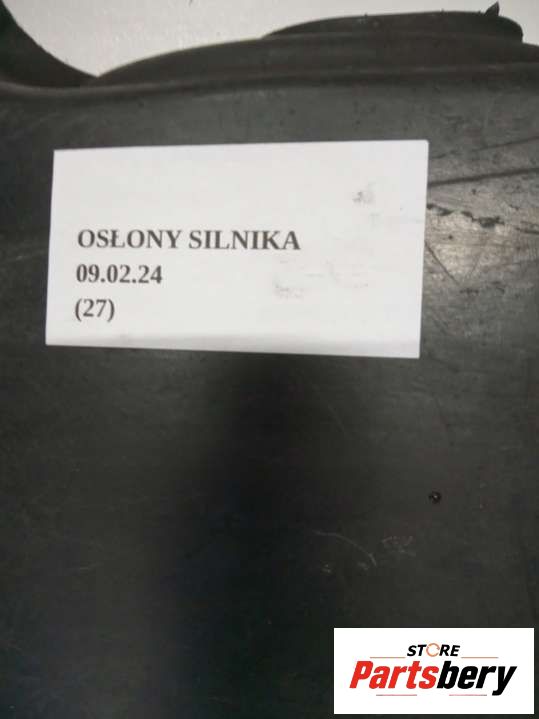 OSŁONY SILNIKA
09.02.24
(27)
STORE
Partsbery